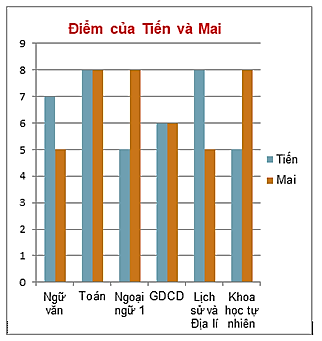 Điểm của Tiến và Mai
9
8
7
6
5
4
3
2
1
0
Ngữ văn
Toán
Ngoại ngữ 1
GDCD
Lịch sử và Địa lí
Khoa học tự nhiên
Tiến
Mai